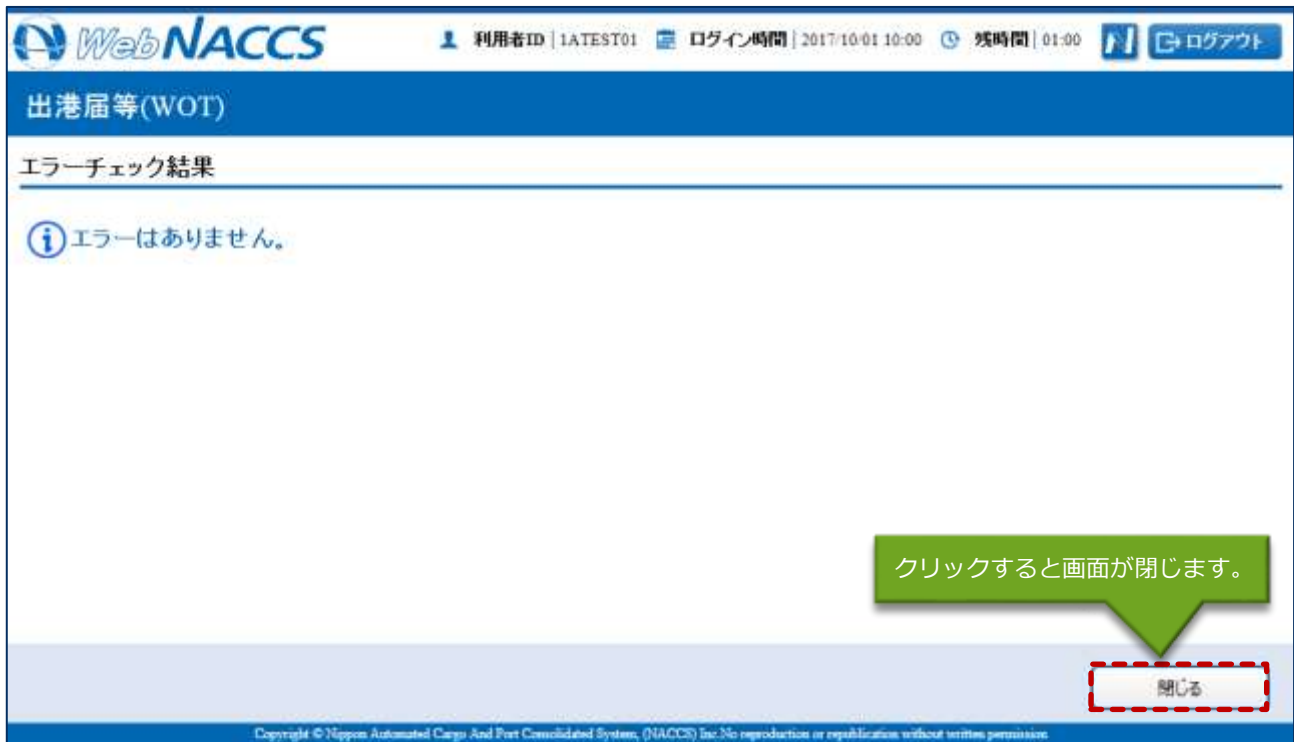 WebNACCS 利用者ID | 1ATEST01 ログイン時間 | 2017/10/01 10:00 残時間 | 01:00 ログアウト
出港届等(WOT)
エラーチェック結果
エラーはありません。
クリックすると画面が閉じます。
閉じる
Copyright © Nippon Automated Cargo And Port Consolidated System, (NACCS) Inc.No reproduction or republication without written permission